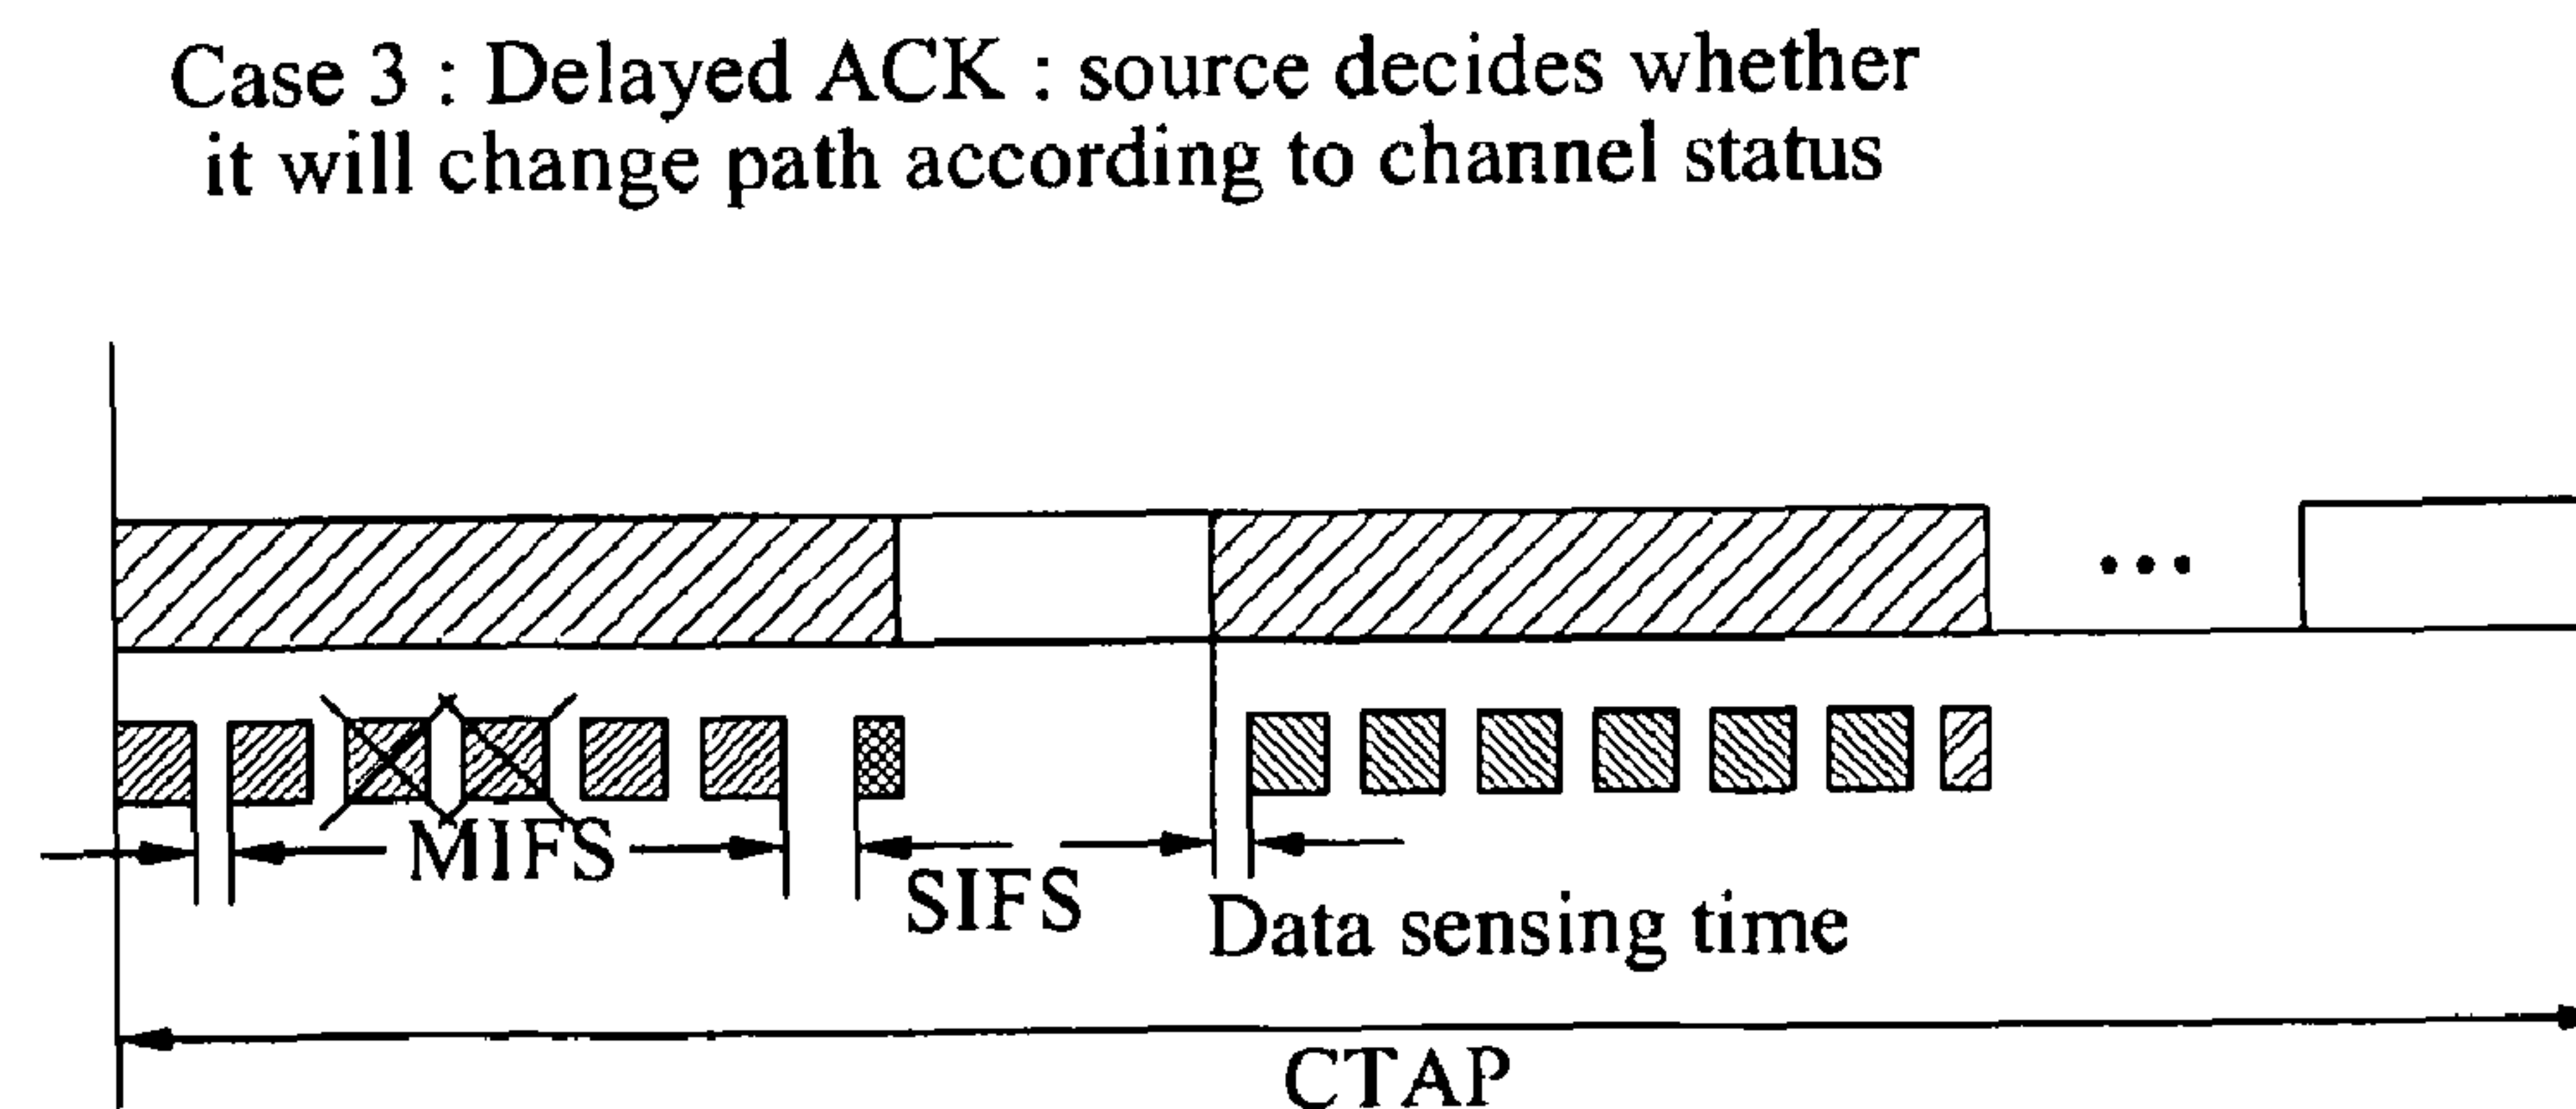 Case 3 : Delayed ACK : source decides whether
it will change path according to channel status
MIFS
SIFS
Data sensing time
CTAP